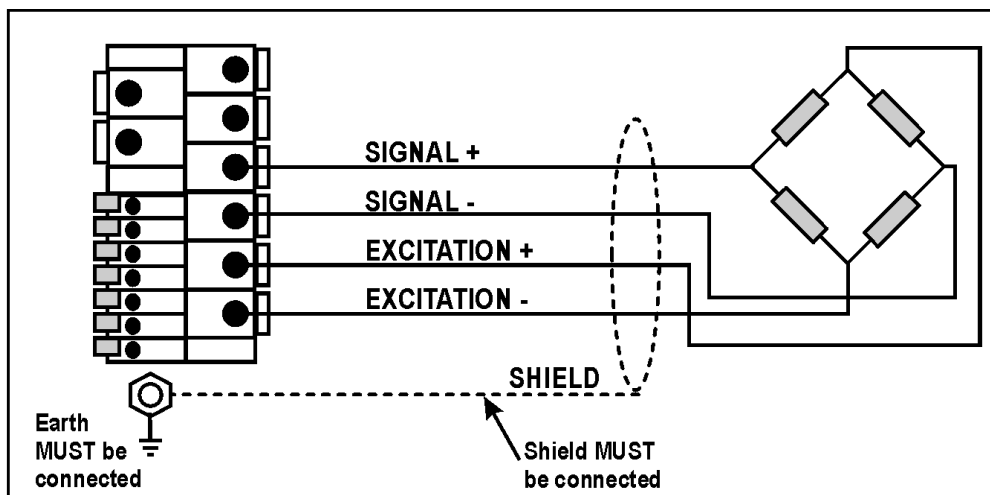 SIGNAL +
SIGNAL -
EXCITATION +
EXCITATION -
SHIELD
Earth
MUST be
connected
Shield MUST
be connected